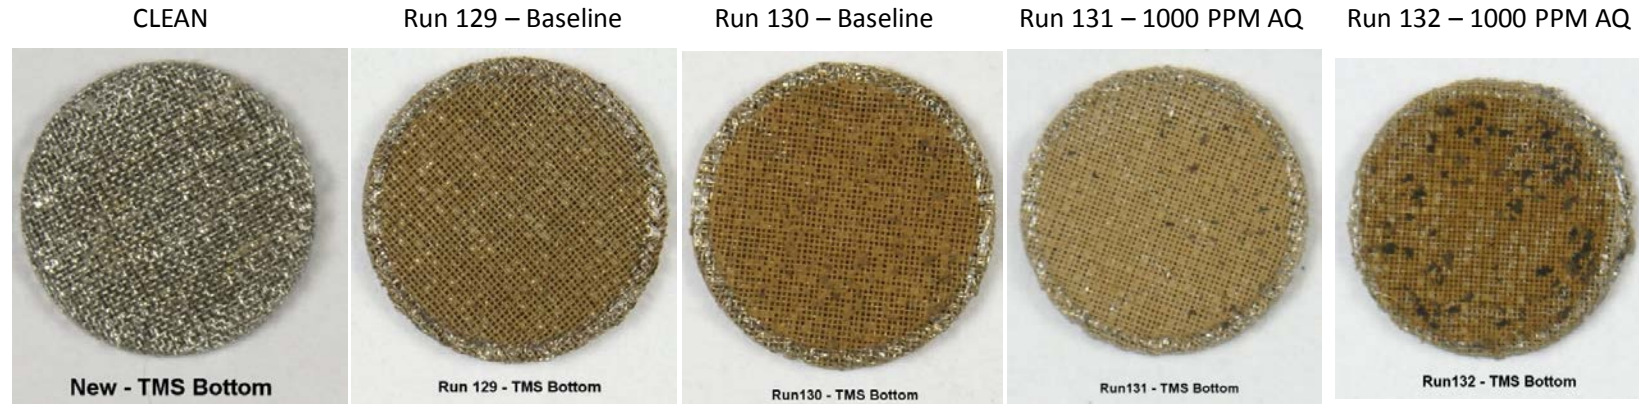 CLEAN
Run 129 – Baseline
Run 130 – Baseline
Run 131 – 1000 PPM AQ
Run 132 – 1000 PPM AQ
New - TMS Bottom
Run 129 - TMS Bottom
Run130 - TMS Bottom
Run131 - TMS Bottom
Run132 - TMS Bottom